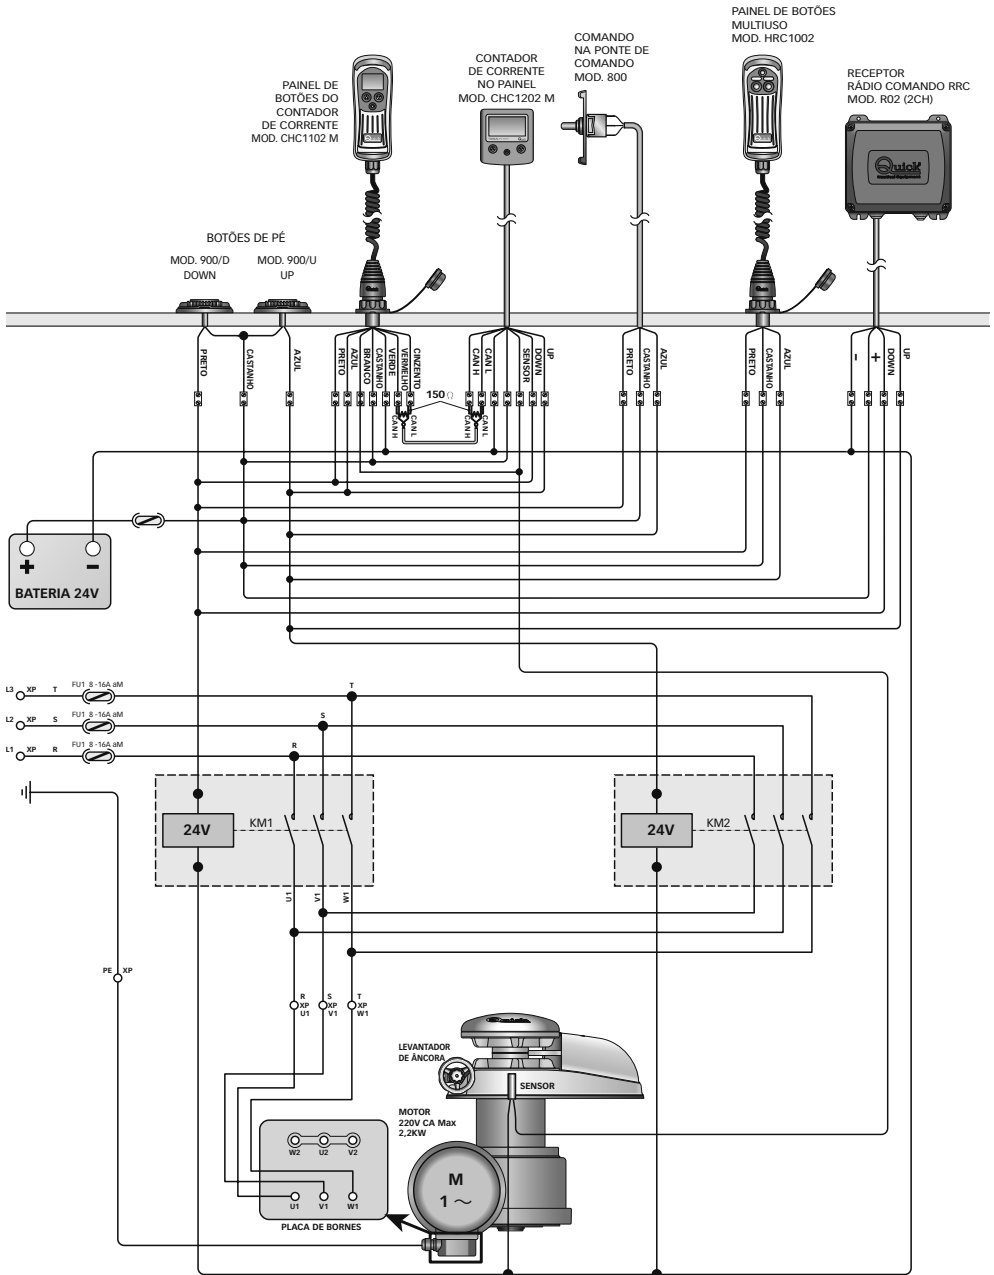 PAINEL DE BOTÕES
MULTIUSO
MOD. HRC1002
COMANDO
NA PONTE DE
COMANDO
MOD. 800
CONTADOR
DE CORRENTE
NO PAINEL
MOD. CHC1202 M
PAINEL DE
BOTÕES DO
CONTADOR
DE CORRENTE
MOD. CHC1102 M
RECEPTOR
RÁDIO COMANDO RRC
MOD. R02 (2CH)
Quick
BOTÕES DE PÉ
MOD. 900/D
DOWN
MOD. 900/U
UP
PRETO
CASTANHO
AZUL
PRETO
AZUL
BRANCO
CASTANHO
VERDE
VERMELHO
CINZENTO
CAN H
CAN L
SENSOR
DOWN
UP
PRETO
CASTANHO
AZUL
PRETO
CASTANHO
AZUL
-
+
DOWN
UP
150 Ω
CAN H
CAN L
CAN H
CAN L
+ -
BATERIA 24V
L3 XP T FU1 8 -16A aM T
L2 XP S FU1 8 -16A aM S
L1 XP R FU1 8 -16A aM R
24V KM1
24V KM2
U1
V1
W1
PE XP
R
XP
U1
S
XP
V1
T
XP
W1
LEVANTADOR
DE ÂNCORA
SENSOR
MOTOR
220V CA Max
2,2KW
W2 U2 V2
U1 V1 W1
PLACA DE BORNES
M
1 ~